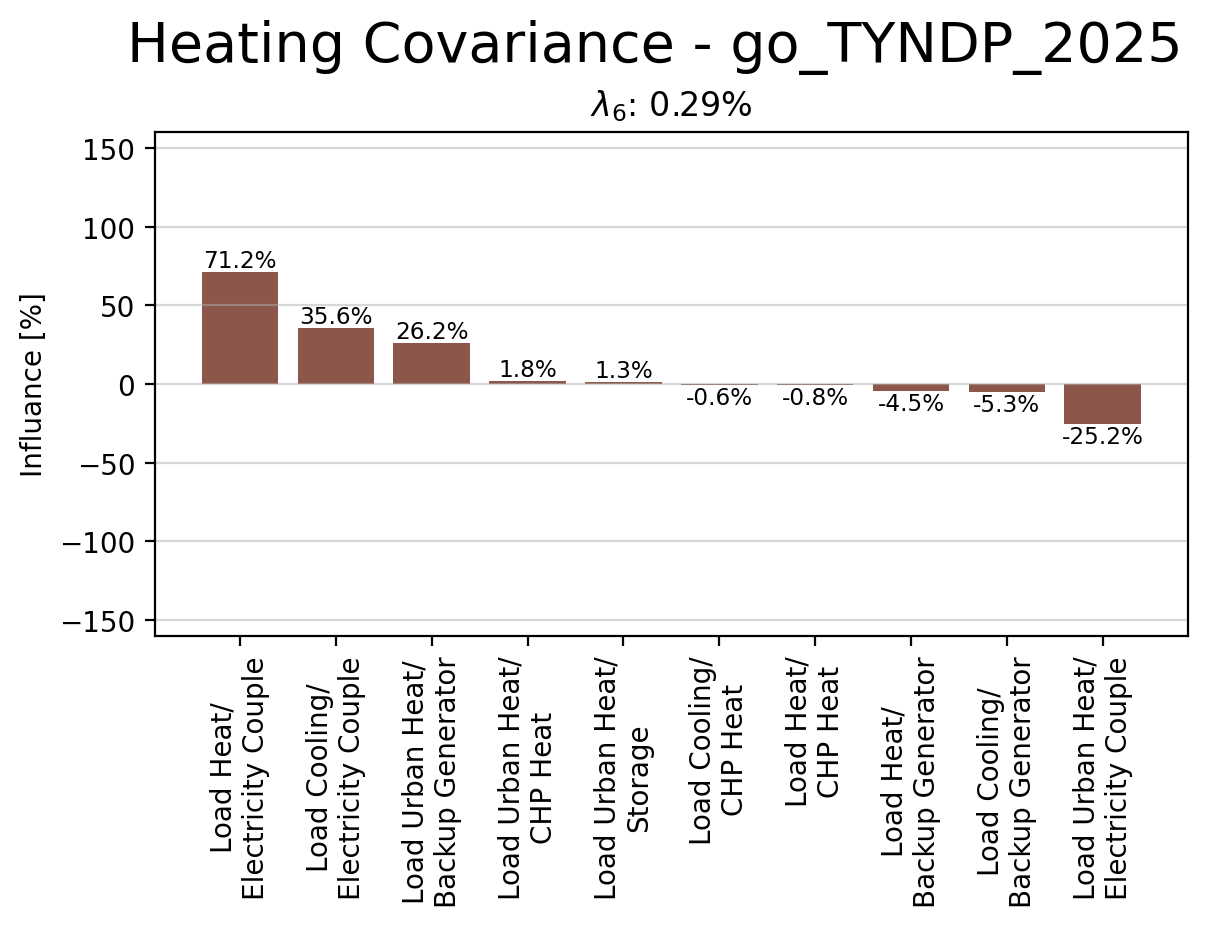 Heating Covariance - go_TYNDP_2025
λ6: 0.29%
Influance [%]
150
100
50
0
−50
−100
−150
71.2%
35.6%
26.2%
1.8%
1.3%
-0.6%
-0.8%
-4.5%
-5.3%
-25.2%
Load Heat/
Electricity Couple
Load Cooling/
Electricity Couple
Load Urban Heat/
Backup Generator
Load Urban Heat/
CHP Heat
Load Urban Heat/
Storage
Load Cooling/
CHP Heat
Load Heat/
CHP Heat
Load Heat/
Backup Generator
Load Cooling/
Backup Generator
Load Urban Heat/
Electricity Couple